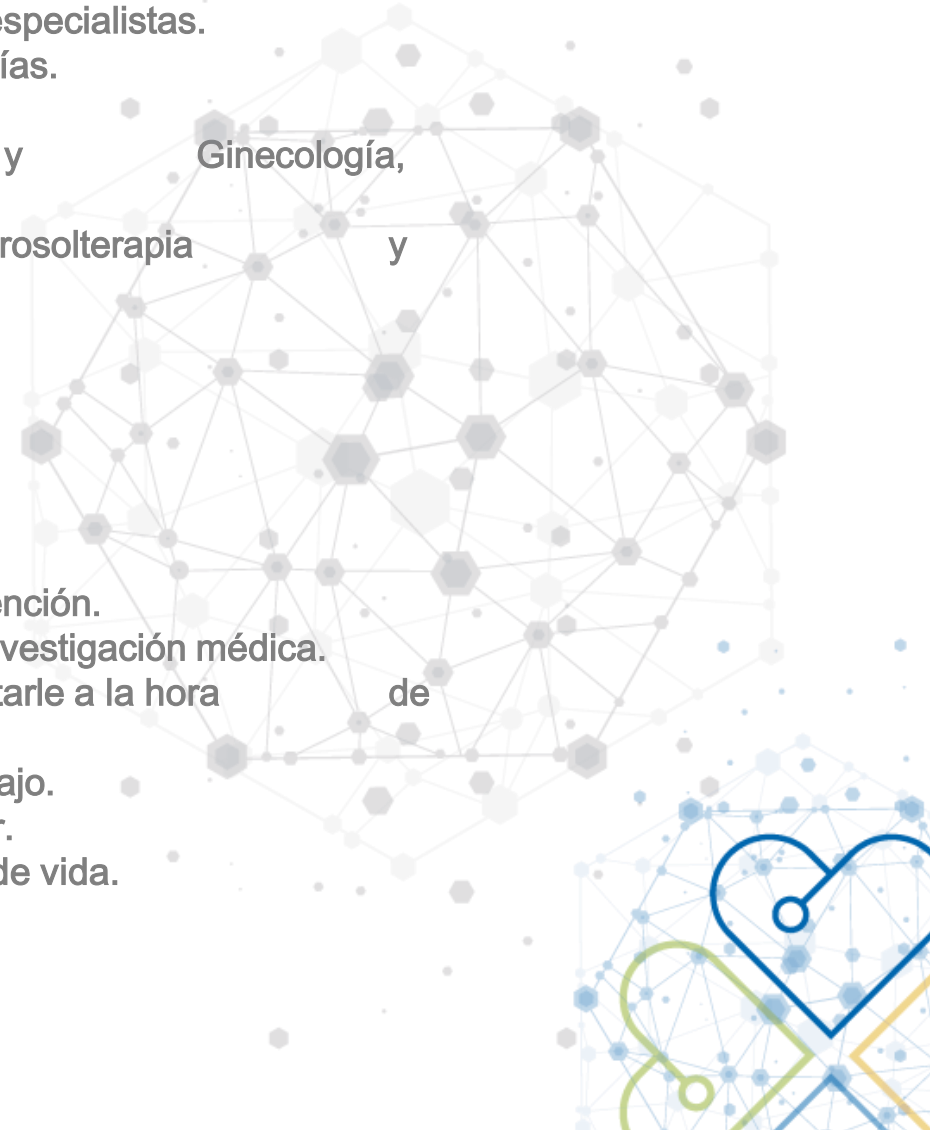 especialistas.
ías.
y Ginecología,
rosolterapia y
ención.
vestigación médica.
tarle a la hora de
ajo.
r.
de vida.